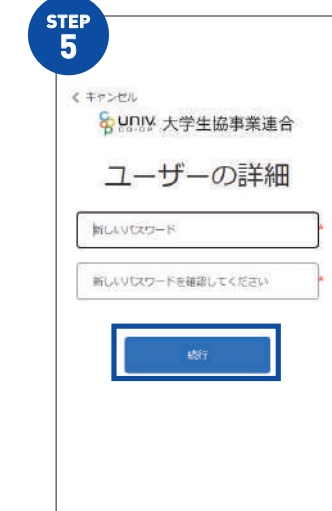 STEP
5
< キャンセル
univ. CO-OP 大学生協事業連合
ユーザーの詳細
新しいパスワード *
新しいパスワードを確認してください *
続行